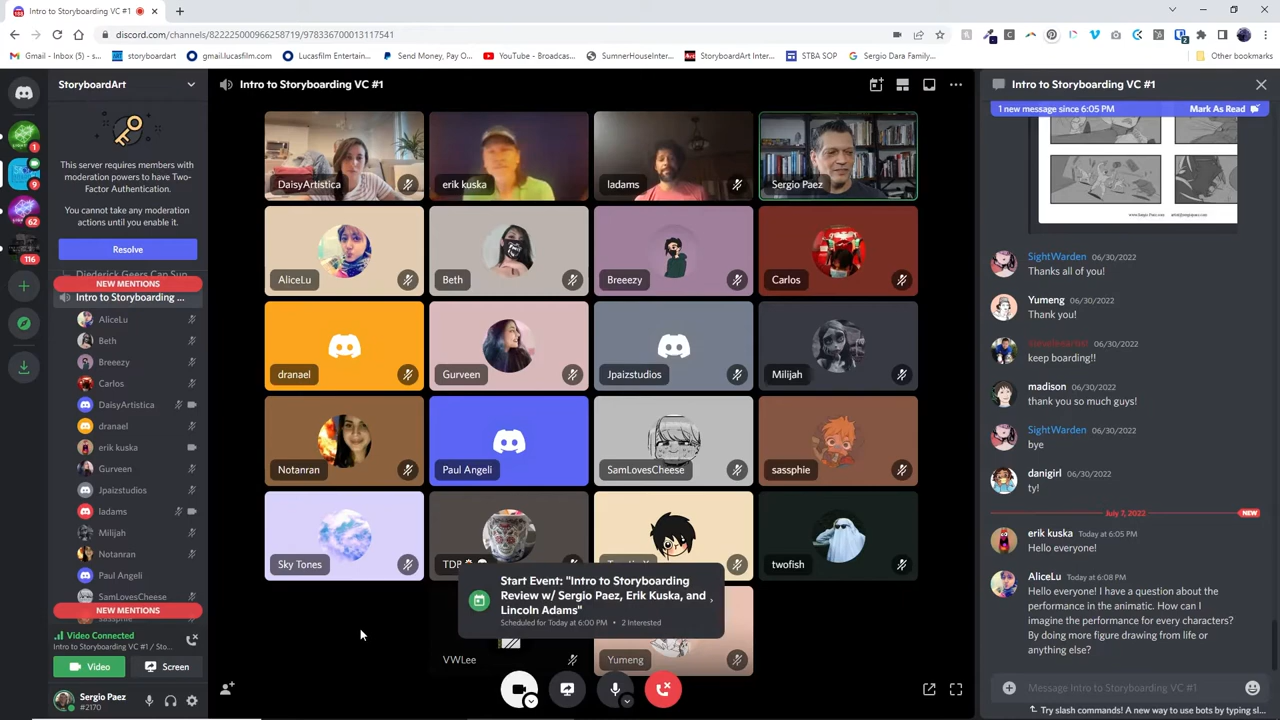 Intro to Storyboarding VC #1
discord.com/channels/822225000966258719/978336700013117541
Gmail - Inbox (5) - s...
storyboardart
gmail.lucasfilm.com
Lucasfilm Entertain...
Send Money, Pay O...
YouTube - Broadcas...
SumnerHouseInter...
StoryboardArt Inter...
STBA SOP
Sergio Dara Family...
Other bookmarks
StoryboardArt
This server requires members with
moderation powers to have Two-
Factor Authentication.
You cannot take any moderation
actions until you enable it.
Resolve
Diederick Geers Can Sup
NEW MENTIONS
Intro to Storyboarding ...
AliceLu
Beth
Breeezy
Carlos
DaisyArtistica
dranael
erik kuska
Gurveen
Jpaizstudios
ladams
Milijah
Notanran
Paul Angeli
SamLovesCheese
NEW MENTIONS
Video Connected
Intro to Storyboarding VC #1 / Sto...
Video
Screen
Sergio Paez
#2170
1
9
62
116
Intro to Storyboarding VC #1
DaisyArtistica
erik kuska
ladams
Sergio Paez
AliceLu
Beth
Breeezy
Carlos
dranael
Gurveen
Jpaizstudios
Milijah
Notanran
Paul Angeli
SamLovesCheese
sassphie
Sky Tones
TDB
twofish
VWLee
Yumeng
Start Event: "Intro to Storyboarding
Review w/ Sergio Paez, Erik Kuska, and
Lincoln Adams"
Scheduled for Today at 6:00 PM • 2 Interested
Intro to Storyboarding VC #1
1 new message since 6:05 PM
Mark As Read
SightWarden 06/30/2022
Thanks all of you!
Yumeng 06/30/2022
Thank you!
06/30/2022
keep boarding!!
madison 06/30/2022
thank you so much guys!
SightWarden 06/30/2022
bye
danigirl 06/30/2022
ty!
July 7, 2022
NEW
erik kuska Today at 6:05 PM
Hello everyone!
AliceLu Today at 6:08 PM
Hello everyone! I have a question about the
performance in the animatic. How can I
imagine the performance for every characters?
By doing more figure drawing from life or
anything else?
Message Intro to Storyboarding VC #1
Try slash commands! A new way to use bots by typing sl...